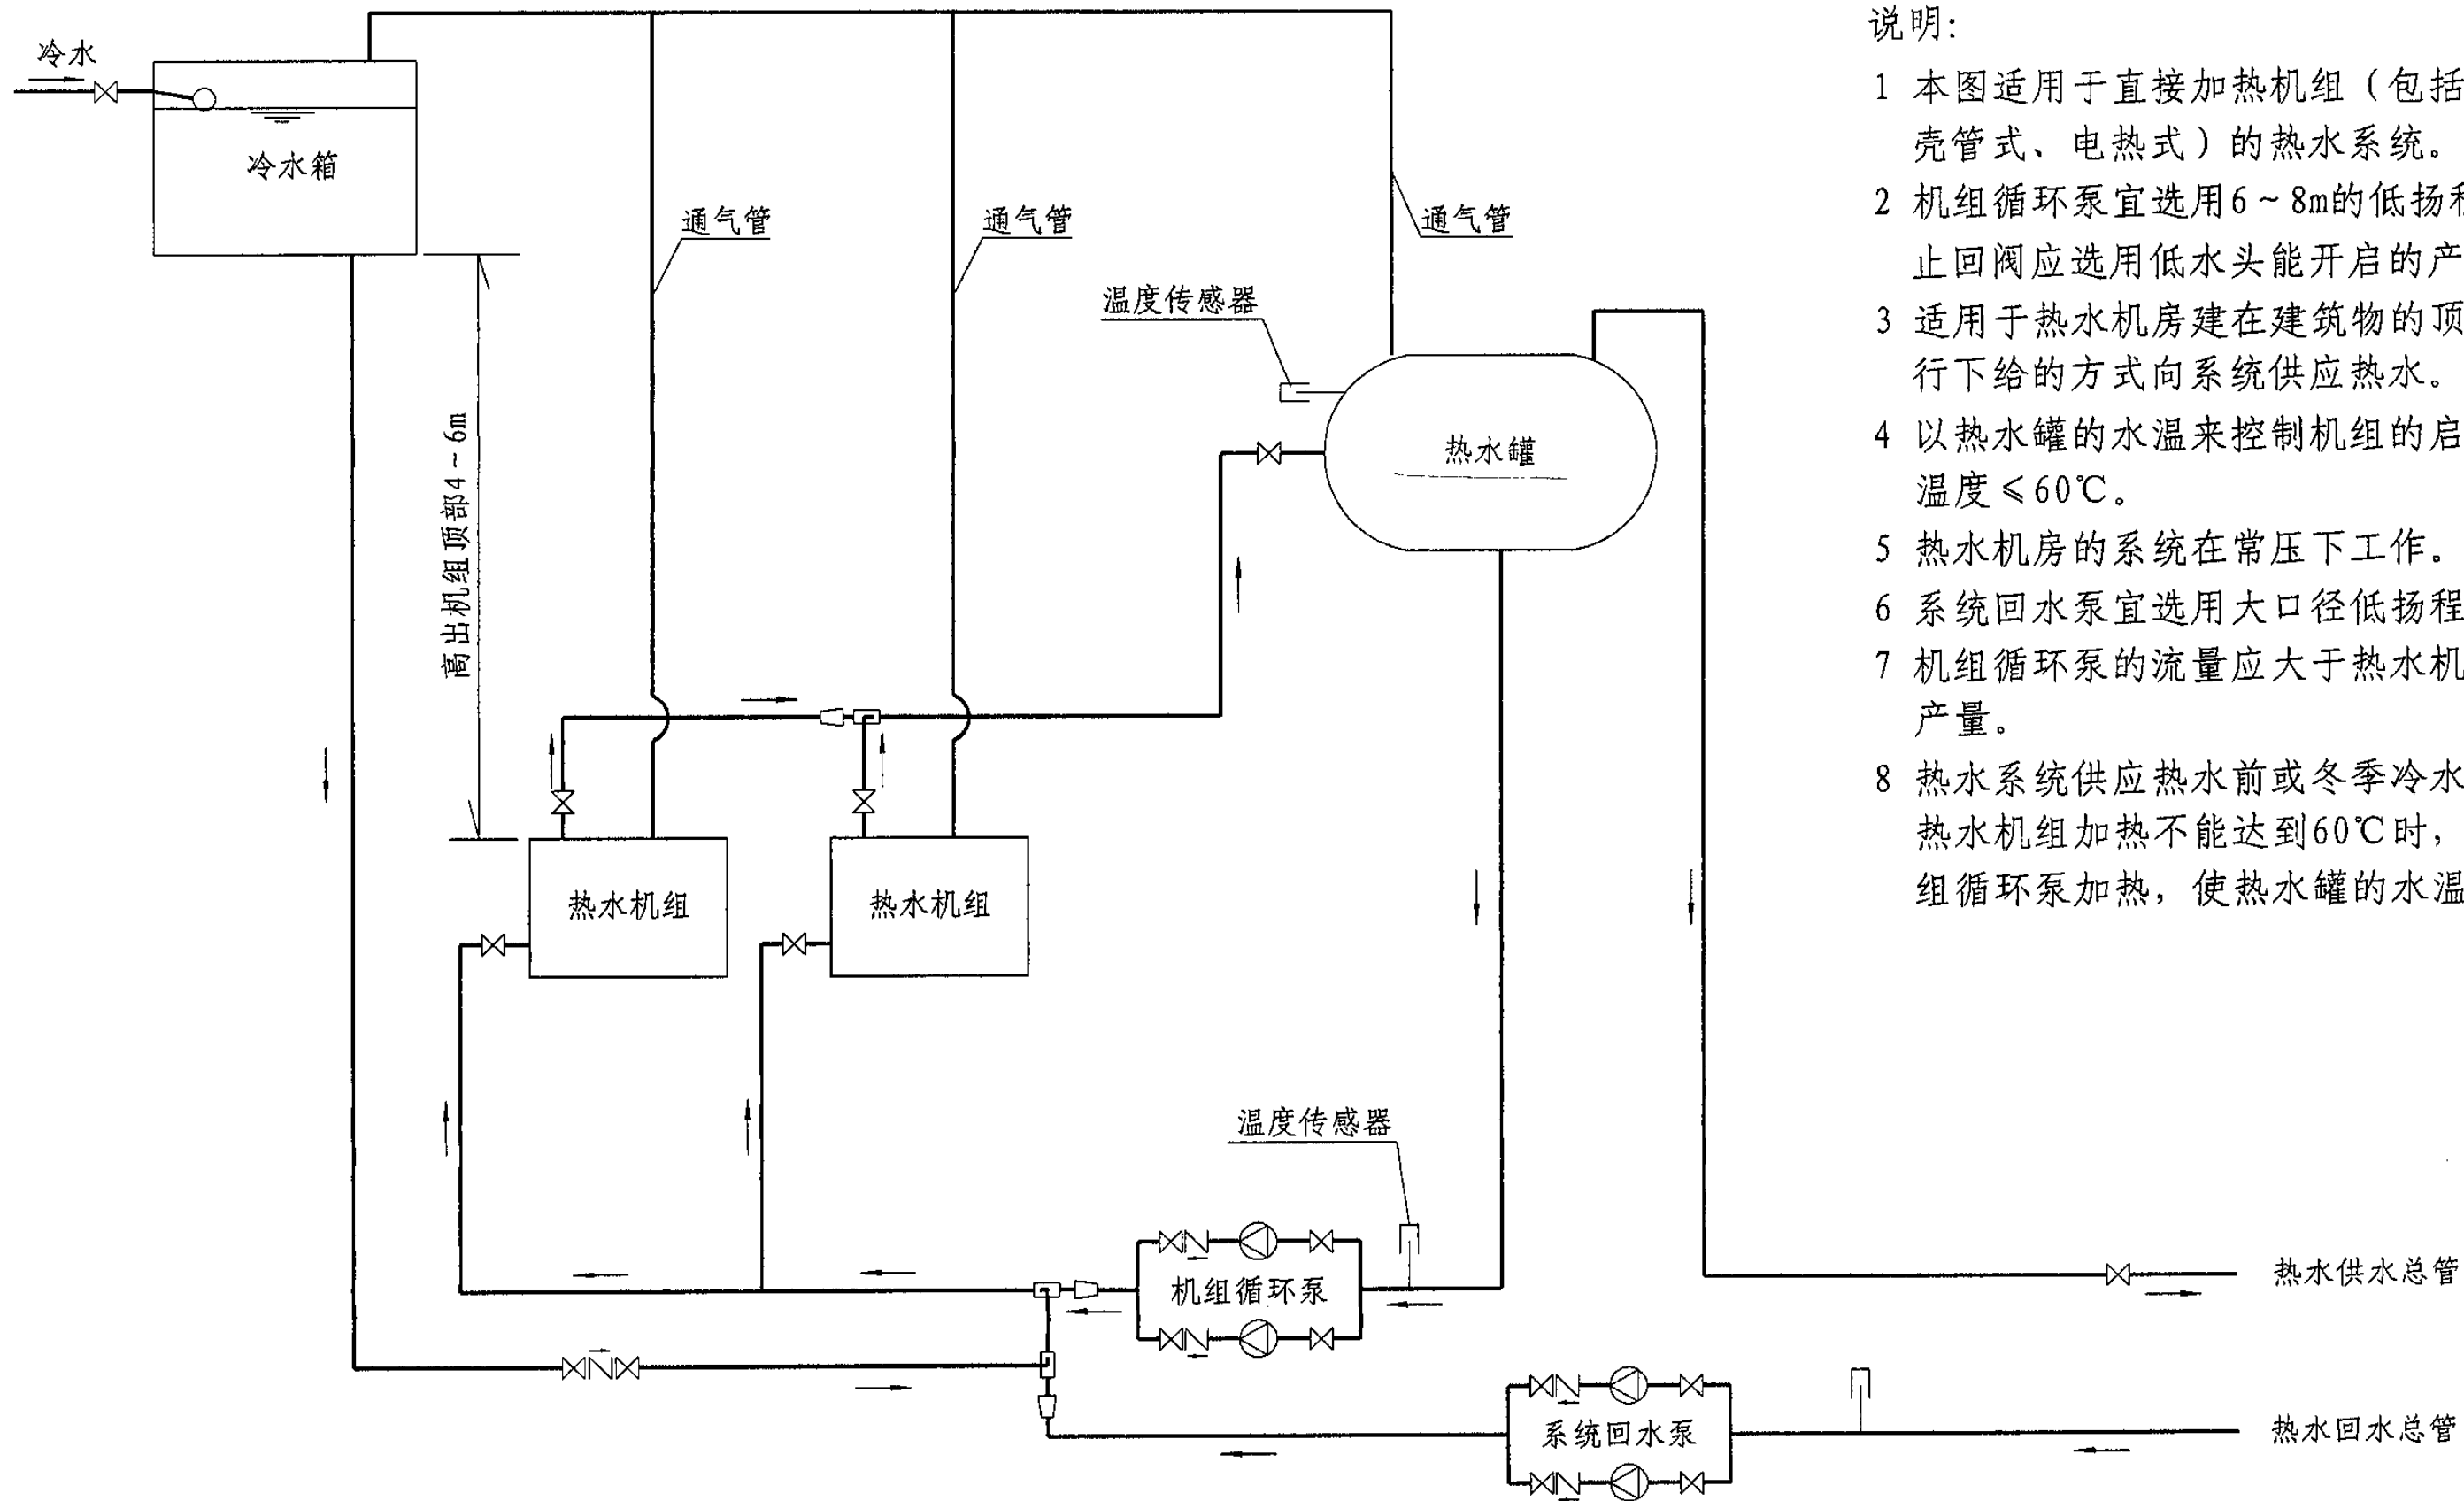 冷水
冷水箱
通气管
通气管
通气管
温度传感器
热水罐
高出机组顶部4~6m
热水机组
热水机组
温度传感器
机组循环泵
系统回水泵
热水供水总管
热水回水总管
说明:
1 本图适用于直接加热机组（包括
壳管式、电热式）的热水系统。
2 机组循环泵宜选用6~8m的低扬程
止回阀应选用低水头能开启的产
3 适用于热水机房建在建筑物的顶
行下给的方式向系统供应热水。
4 以热水罐的水温来控制机组的启
温度≤60℃。
5 热水机房的系统在常压下工作。
6 系统回水泵宜选用大口径低扬程
7 机组循环泵的流量应大于热水机
产量。
8 热水系统供应热水前或冬季冷水
热水机组加热不能达到60℃时，
组循环泵加热，使热水罐的水温